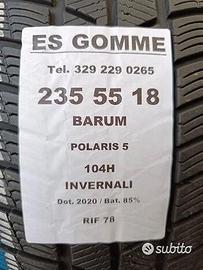 ES GOMME
Tel. 329 229 0265
235 55 18
BARUM
POLARIS 5
104H
INVERNALI
Dot. 2020 / Bat. 85%
RIF 78
subito